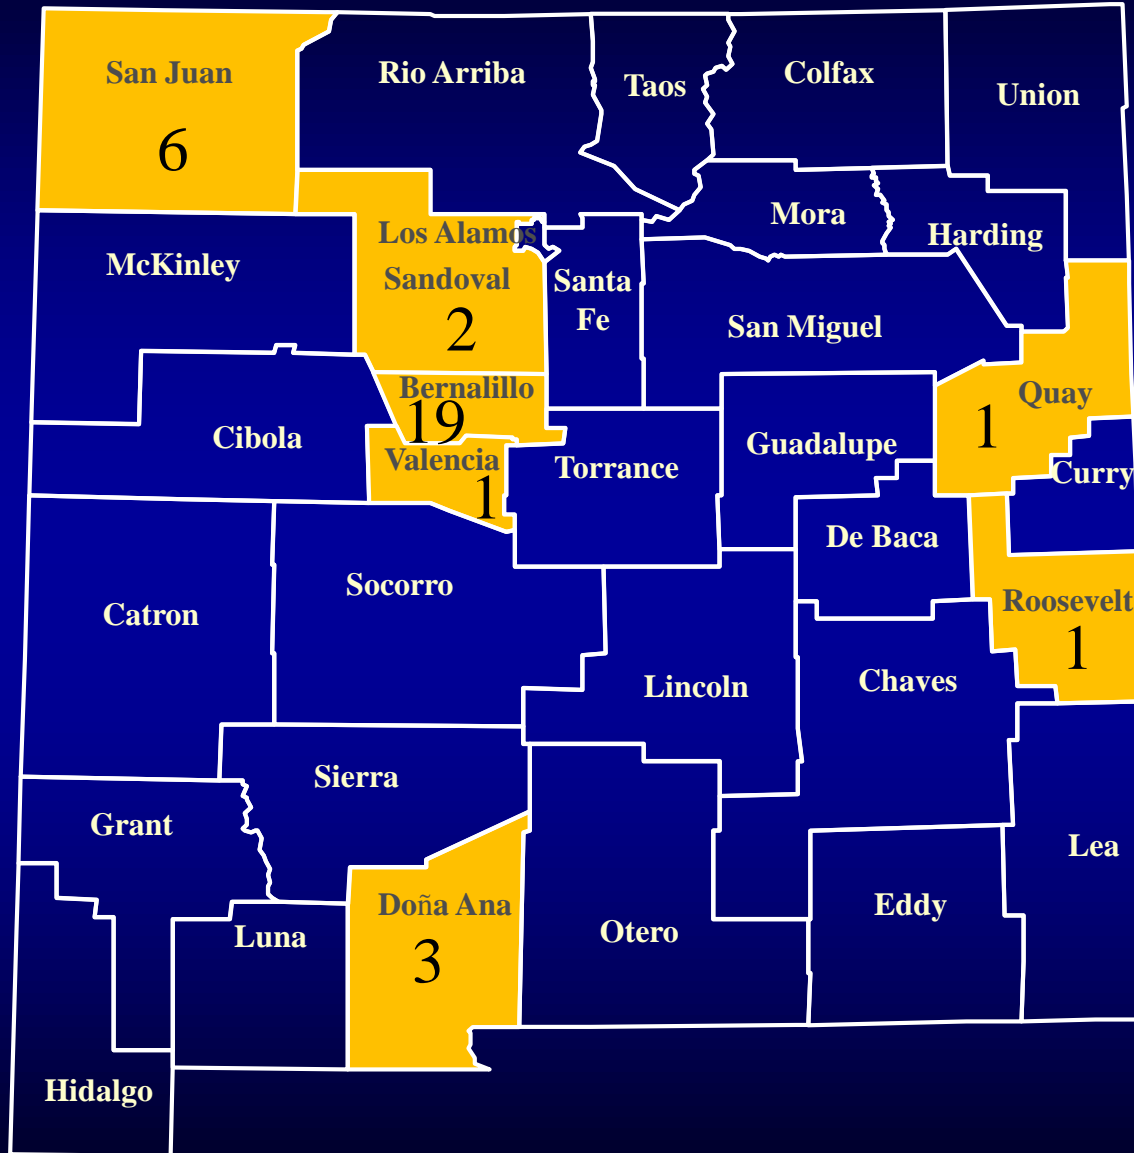 San Juan
Rio Arriba
Taos
Colfax
Union
6
Mora
Los Alamos
Harding
McKinley
Sandoval
Santa
Fe
2
San Miguel
Bernalillo
Quay
19
1
Cibola
Guadalupe
Valencia
Torrance
Curry
1
De Baca
Socorro
Roosevelt
Catron
1
Lincoln
Chaves
Sierra
Grant
Lea
Doña Ana
Eddy
Luna
Otero
3
Hidalgo